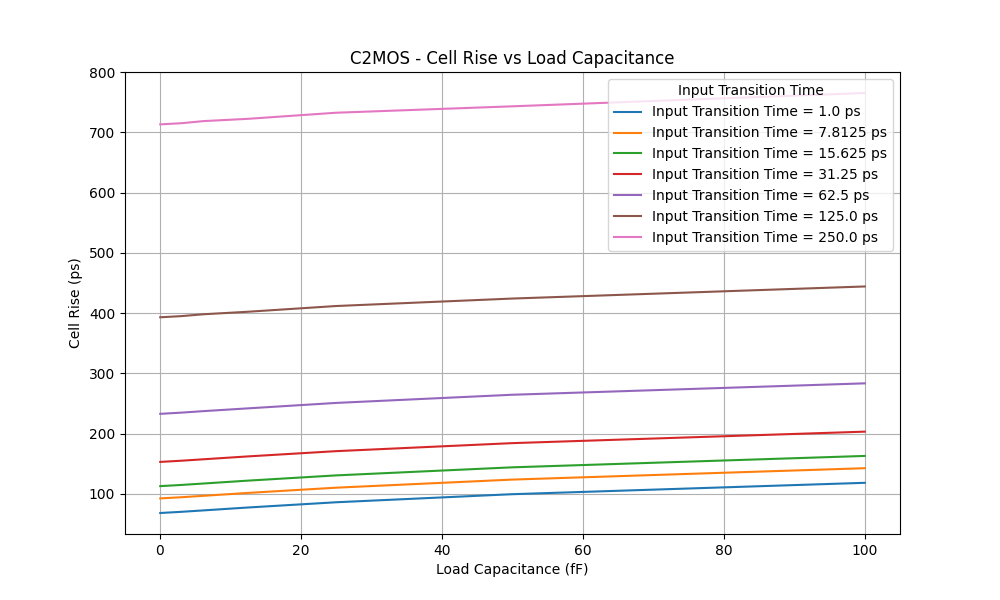 C2MOS - Cell Rise vs Load Capacitance
Cell Rise (ps)
800
700
600
500
400
300
200
100
Input Transition Time
Input Transition Time = 1.0 ps
Input Transition Time = 7.8125 ps
Input Transition Time = 15.625 ps
Input Transition Time = 31.25 ps
Input Transition Time = 62.5 ps
Input Transition Time = 125.0 ps
Input Transition Time = 250.0 ps
0 20 40 60 80 100
Load Capacitance (fF)